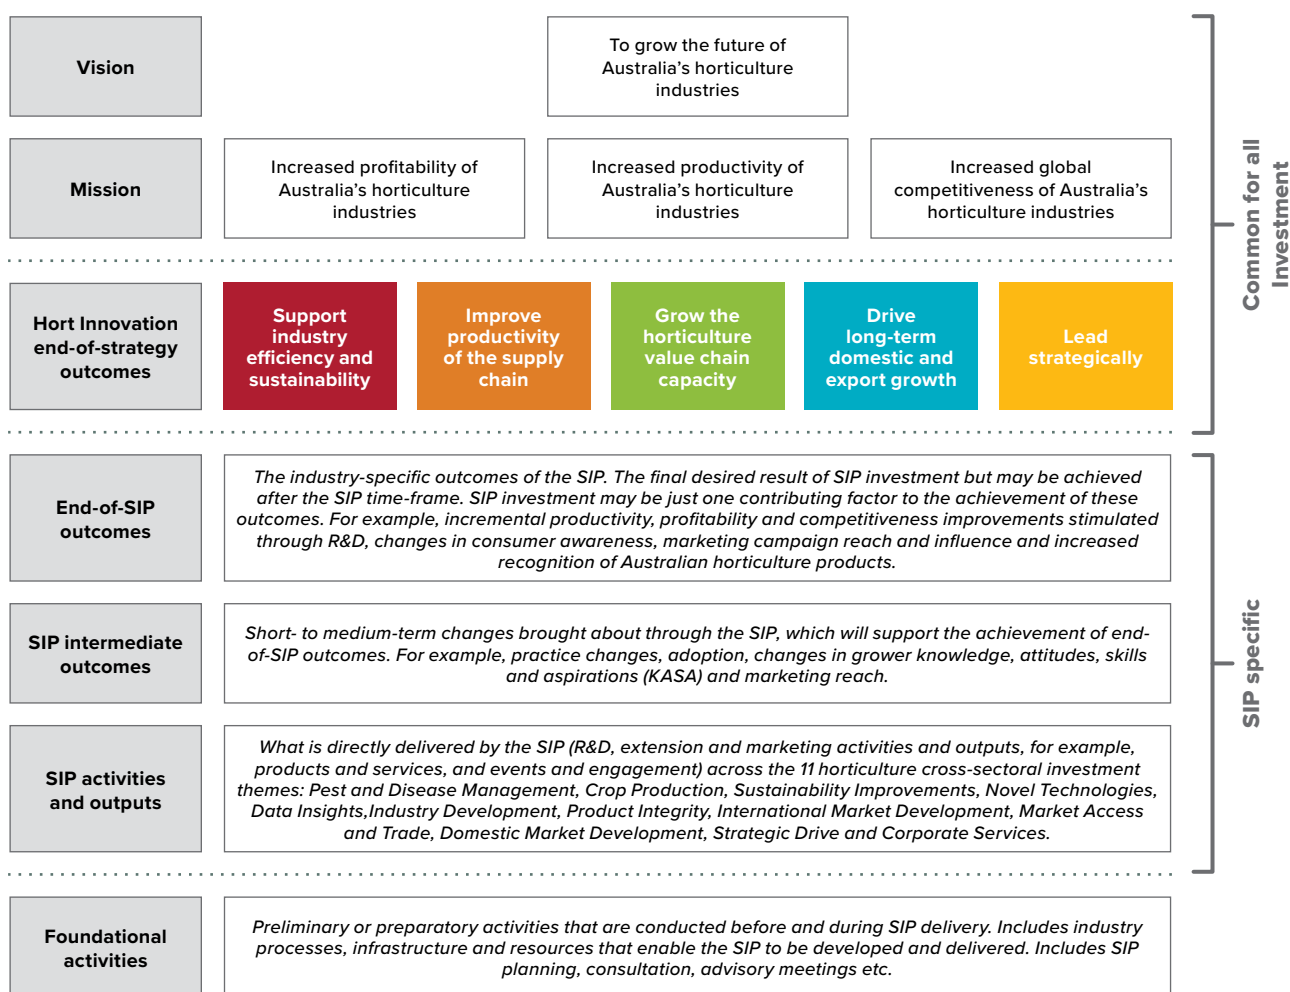 Vision
To grow the future of
Australia’s horticulture
industries
Mission
Increased profitability of
Australia’s horticulture
industries
Increased productivity of
Australia’s horticulture
industries
Increased global
competitiveness of Australia’s
horticulture industries
Common for all
Investment
Hort Innovation
end-of-strategy
outcomes
Support
industry
efficiency and
sustainability
Improve
productivity
of the supply
chain
Grow the
horticulture
value chain
capacity
Drive
long-term
domestic and
export growth
Lead
strategically
End-of-SIP
outcomes
The industry-specific outcomes of the SIP. The final desired result of SIP investment but may be achieved
after the SIP time-frame. SIP investment may be just one contributing factor to the achievement of these
outcomes. For example, incremental productivity, profitability and competitiveness improvements stimulated
through R&D, changes in consumer awareness, marketing campaign reach and influence and increased
recognition of Australian horticulture products.
SIP intermediate
outcomes
Short- to medium-term changes brought about through the SIP, which will support the achievement of end-
of-SIP outcomes. For example, practice changes, adoption, changes in grower knowledge, attitudes, skills
and aspirations (KASA) and marketing reach.
SIP specific
SIP activities
and outputs
What is directly delivered by the SIP (R&D, extension and marketing activities and outputs, for example,
products and services, and events and engagement) across the 11 horticulture cross-sectoral investment
themes: Pest and Disease Management, Crop Production, Sustainability Improvements, Novel Technologies,
Data Insights,Industry Development, Product Integrity, International Market Development, Market Access
and Trade, Domestic Market Development, Strategic Drive and Corporate Services.
Foundational
activities
Preliminary or preparatory activities that are conducted before and during SIP delivery. Includes industry
processes, infrastructure and resources that enable the SIP to be developed and delivered. Includes SIP
planning, consultation, advisory meetings etc.